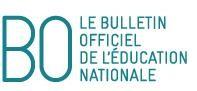 BO
LE BULLETIN
OFFICIEL
DE L'ÉDUCATION
NATIONALE